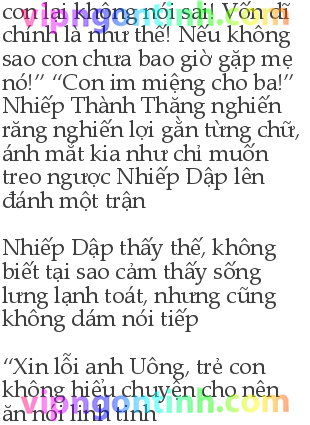 con lại không nói sai! Vốn dĩ
chính là như thế! Nếu không
sao con chưa bao giờ gặp mẹ
nó!” “Con im miệng cho ba!”
Nhiếp Thành Thắng nghiến
răng nghiến lợi gằn từng chữ,
ánh mắt kia như chỉ muốn
treo ngược Nhiếp Dập lên
đánh một trận
Nhiếp Dập thấy thế, không
biết tại sao cảm thấy sống
lưng lạnh toát, nhưng cũng
không dám nói tiếp
“Xin lỗi anh Uông, trẻ con
không hiểu chuyện cho nên
ăn nói linh tinh
vipngontinh.com
vipngontinh.com